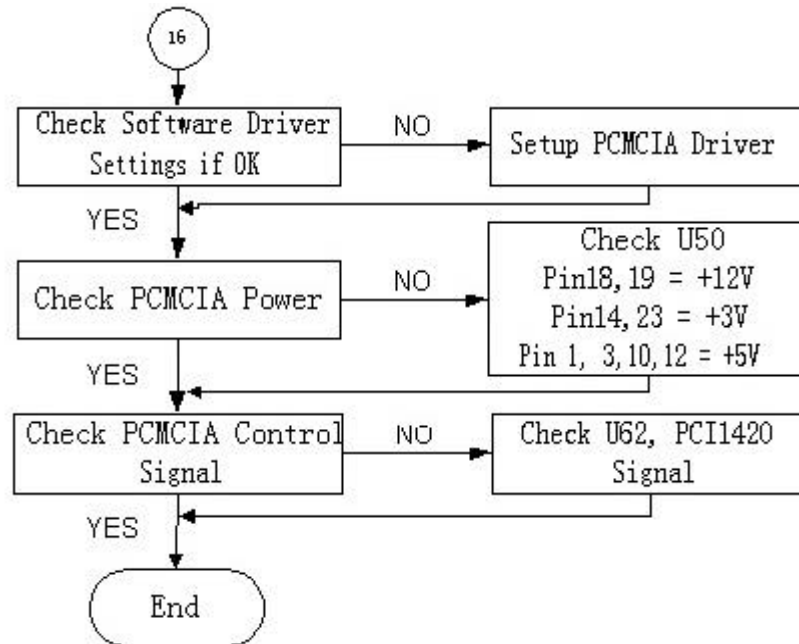 16
Check Software Driver
Settings if OK
NO
Setup PCMCIA Driver
YES
Check PCMCIA Power
NO
Check U50
Pin18,19 = +12V
Pin14,23 = +3V
Pin 1, 3,10,12 = +5V
YES
Check PCMCIA Control
Signal
NO
Check U62, PCI1420
Signal
YES
End